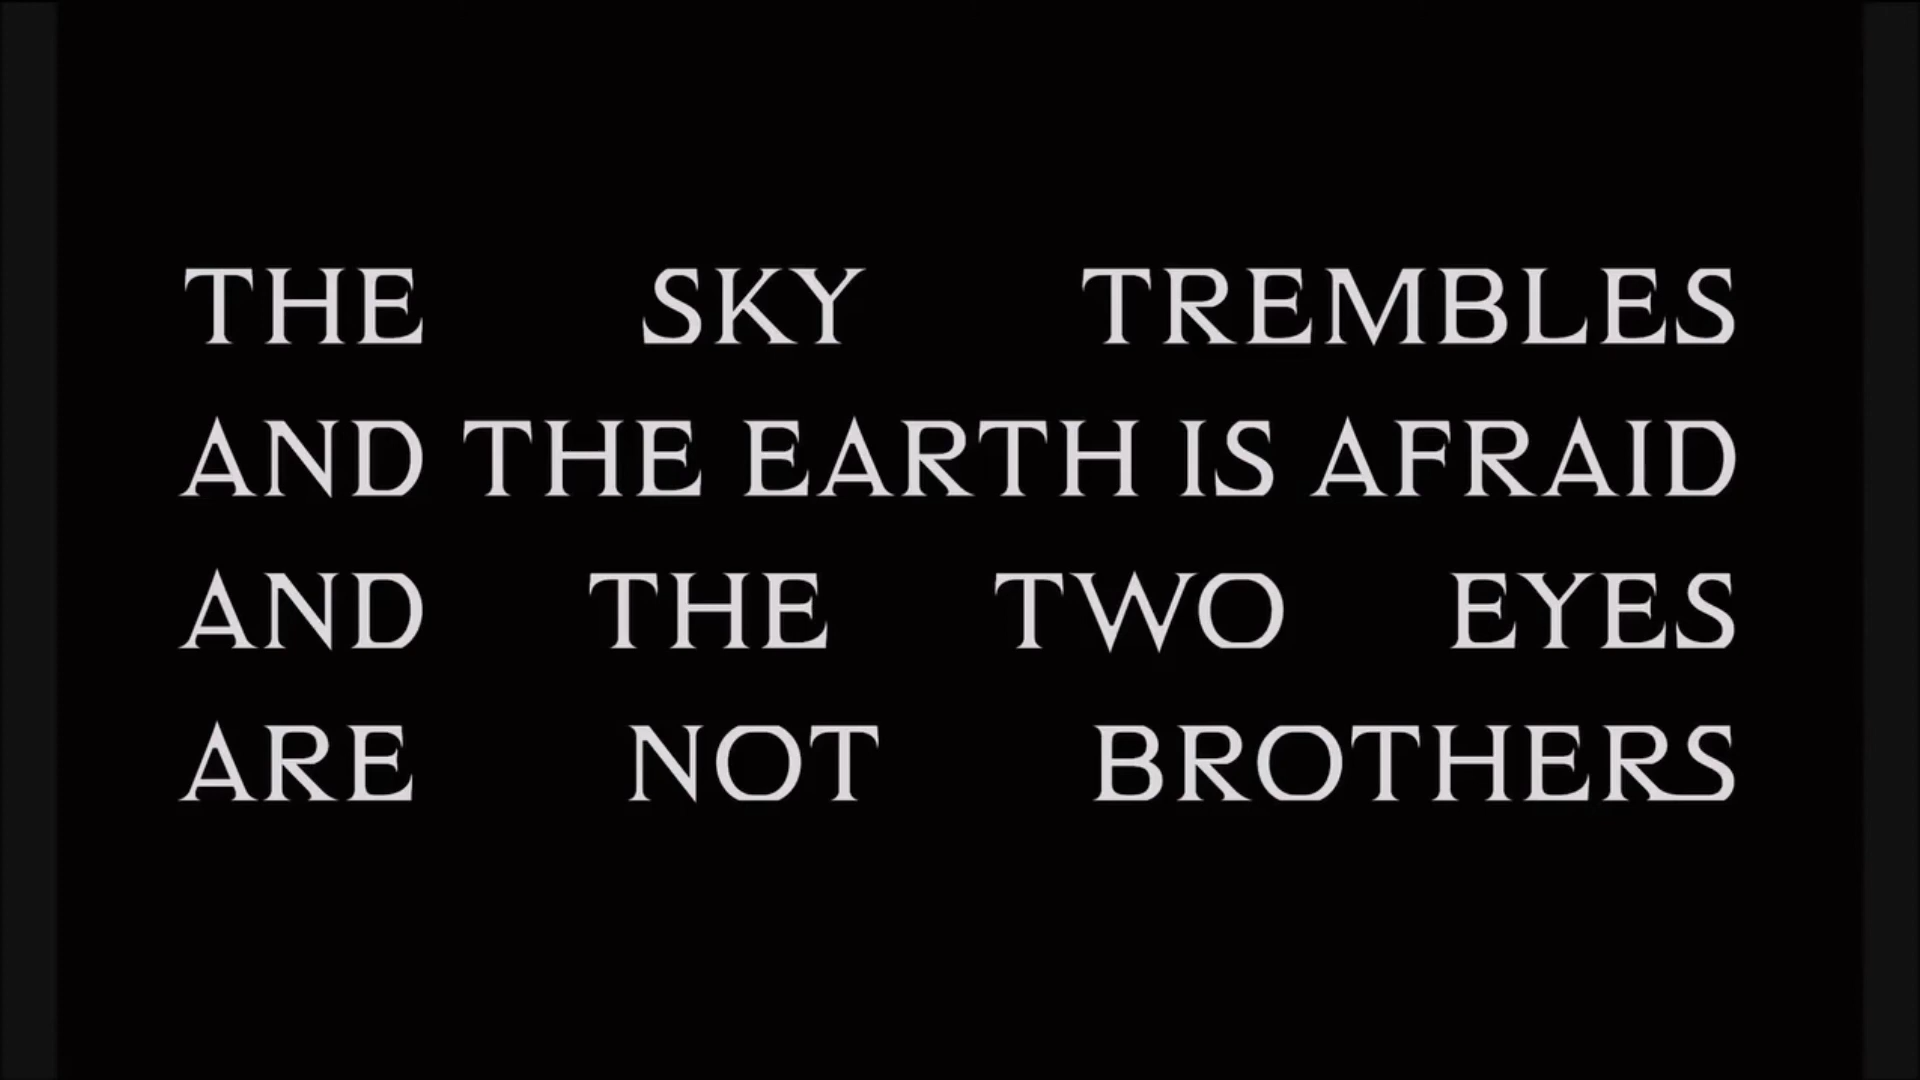 THE SKY TREMBLES
AND THE EARTH IS AFRAID
AND THE TWO EYES
ARE NOT BROTHERS